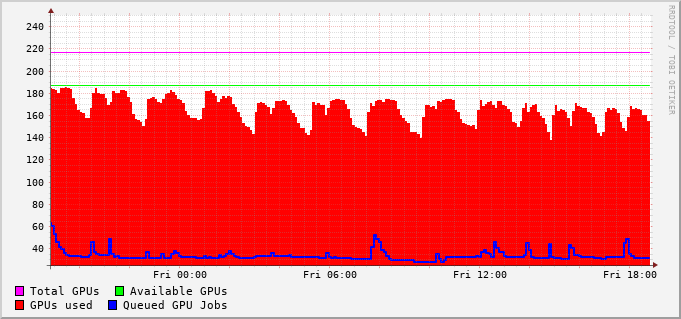 240
220
200
180
160
140
120
100
80
60
40
Fri 00:00 Fri 06:00 Fri 12:00 Fri 18:00
Total GPUs Available GPUs
GPUs used Queued GPU Jobs
RRDTOOL / TOBI OETIKER